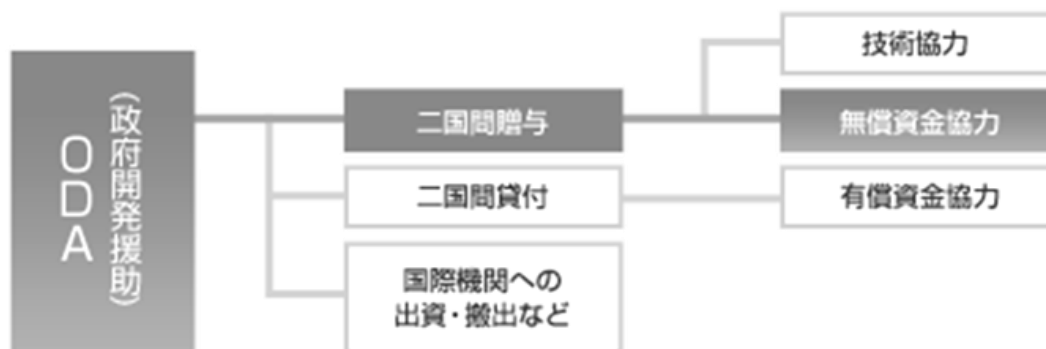 ODA
(政府開発援助)
二国間贈与
二国間貸付
国際機関への
出資・搬出など
技術協力
無償資金協力
有償資金協力